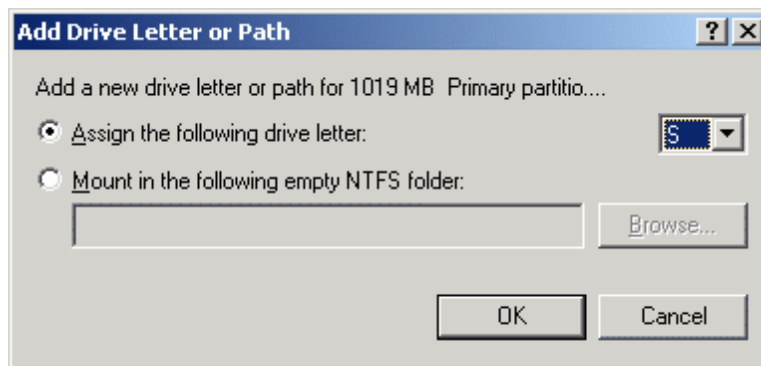 Add Drive Letter or Path
Add a new drive letter or path for 1019 MB Primary partitio....
Assign the following drive letter: S
Mount in the following empty NTFS folder:
Browse...
OK Cancel